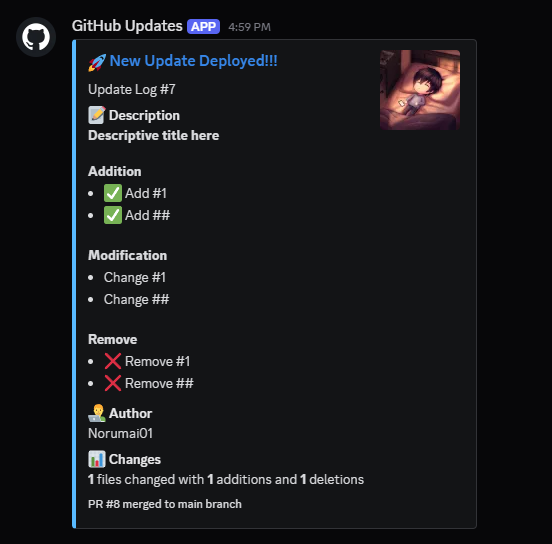 GitHub Updates APP 4:59 PM
🚀 New Update Deployed!!!
Update Log #7
📝 Description
Descriptive title here
Addition
• ✅ Add #1
• ✅ Add ##
Modification
• Change #1
• Change ##
Remove
• ❌ Remove #1
• ❌ Remove ##
👨‍💻 Author
Norumai01
📊 Changes
1 files changed with 1 additions and 1 deletions
PR #8 merged to main branch